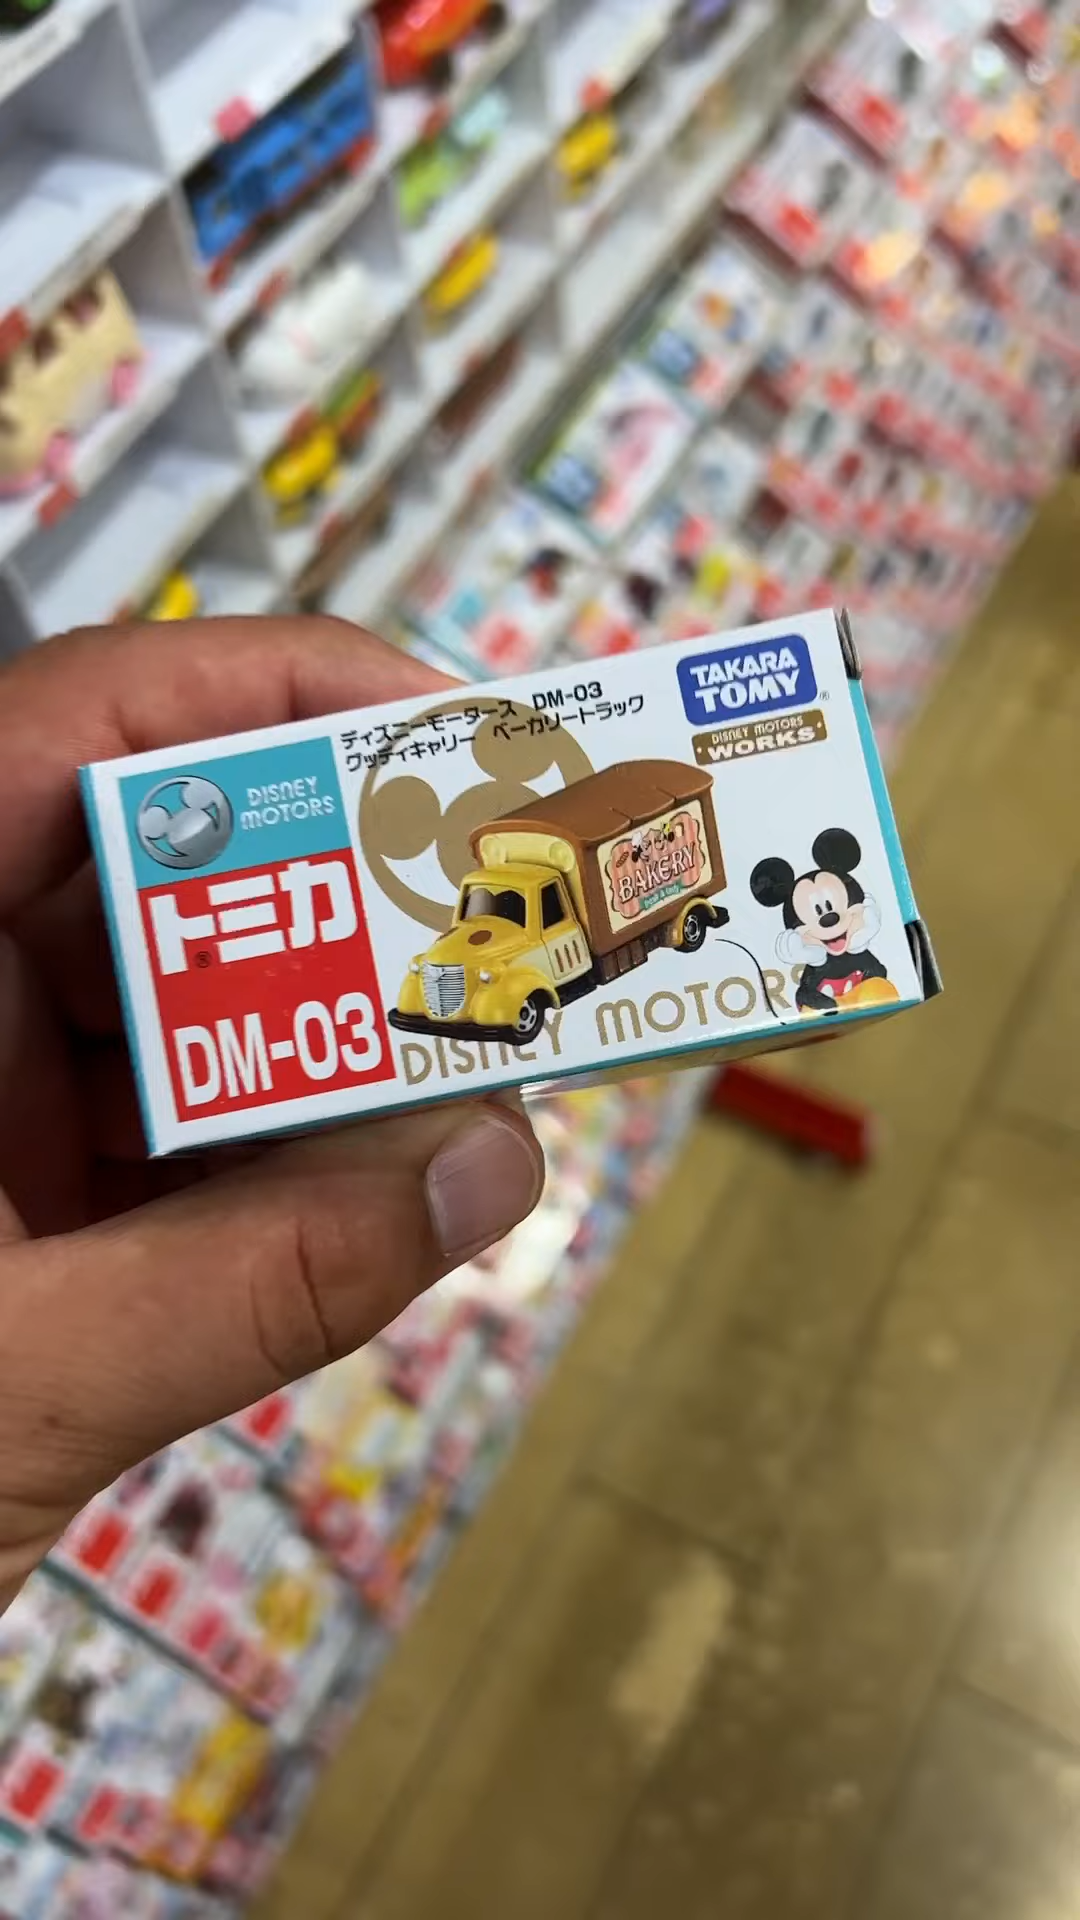 ディズニーモータース DM-03
グッディキャリー ベーカリートラック
TAKARA
TOMY®
DISNEY MOTORS
WORKS
DISNEY
MOTORS
トミカ®
DM-03
BAKERY
DISNEY MOTORS